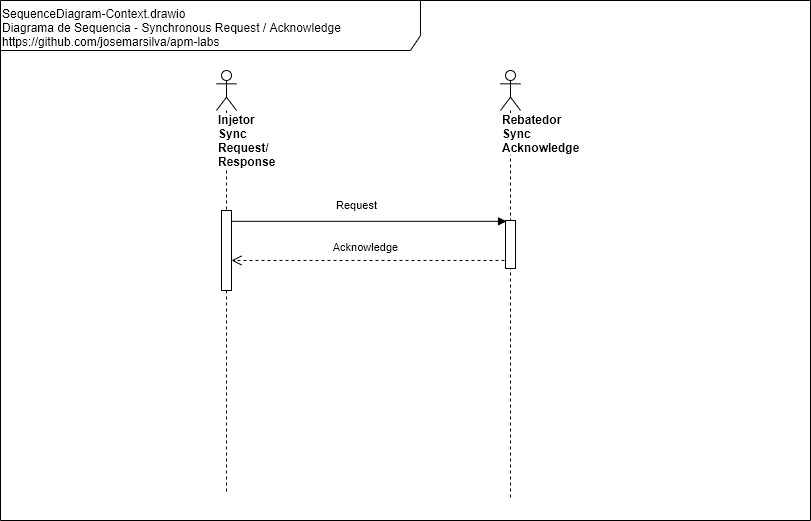 SequenceDiagram-Context.drawio
Diagrama de Sequencia - Synchronous Request / Acknowledge
https://github.com/josemarsilva/apm-labs
Injetor
Sync
Request/
Response
Rebatedor
Sync
Acknowledge
Request
Acknowledge